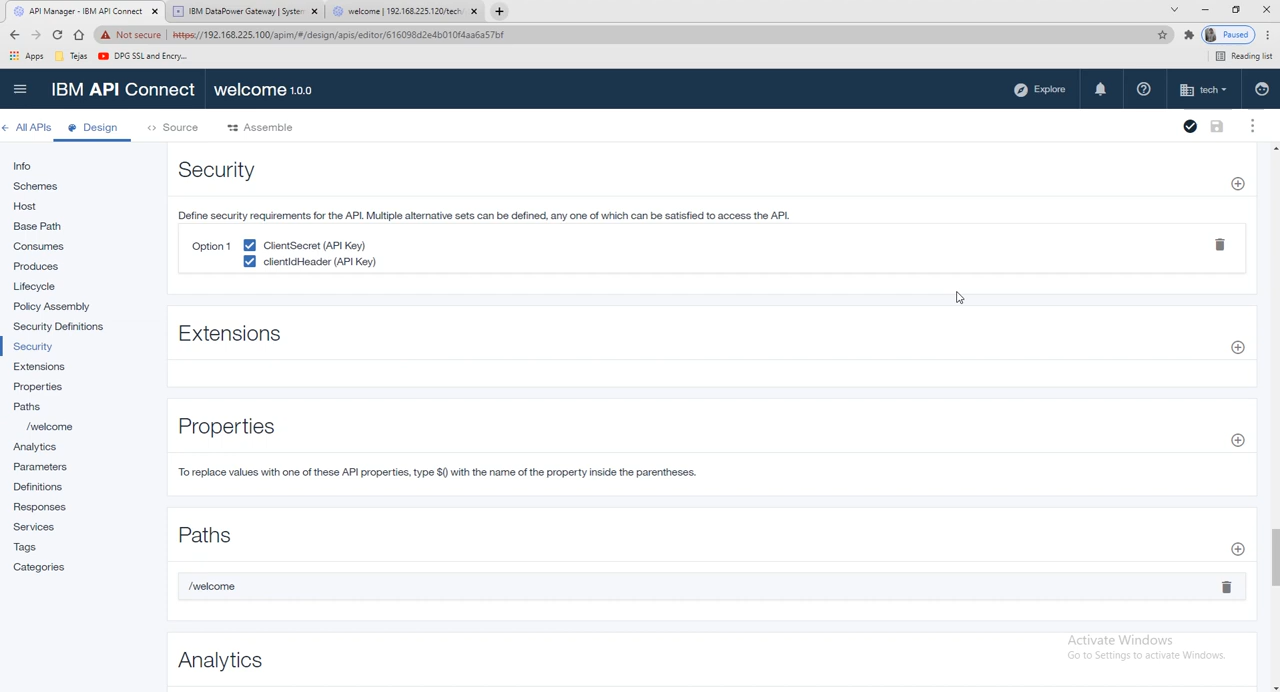 API Manager - IBM API Connect
IBM DataPower Gateway | System
welcome | 192.168.225.120/tech/
Not secure
https://192.168.225.100/apim/#/design/apis/editor/616098d2e4b010f4aa6a57bf
Paused
Apps
Tejas
DPG SSL and Encry...
Reading list
IBM API Connect
welcome 1.0.0
Explore
tech
All APIs
Design
Source
Assemble
Info
Schemes
Host
Base Path
Consumes
Produces
Lifecycle
Policy Assembly
Security Definitions
Security
Extensions
Properties
Paths
/welcome
Analytics
Parameters
Definitions
Responses
Services
Tags
Categories
Security
Define security requirements for the API. Multiple alternative sets can be defined, any one of which can be satisfied to access the API.
Option 1
ClientSecret (API Key)
clientIdHeader (API Key)
Extensions
Properties
To replace values with one of these API properties, type $() with the name of the property inside the parentheses.
Paths
/welcome
Analytics
Activate Windows
Go to Settings to activate Windows.